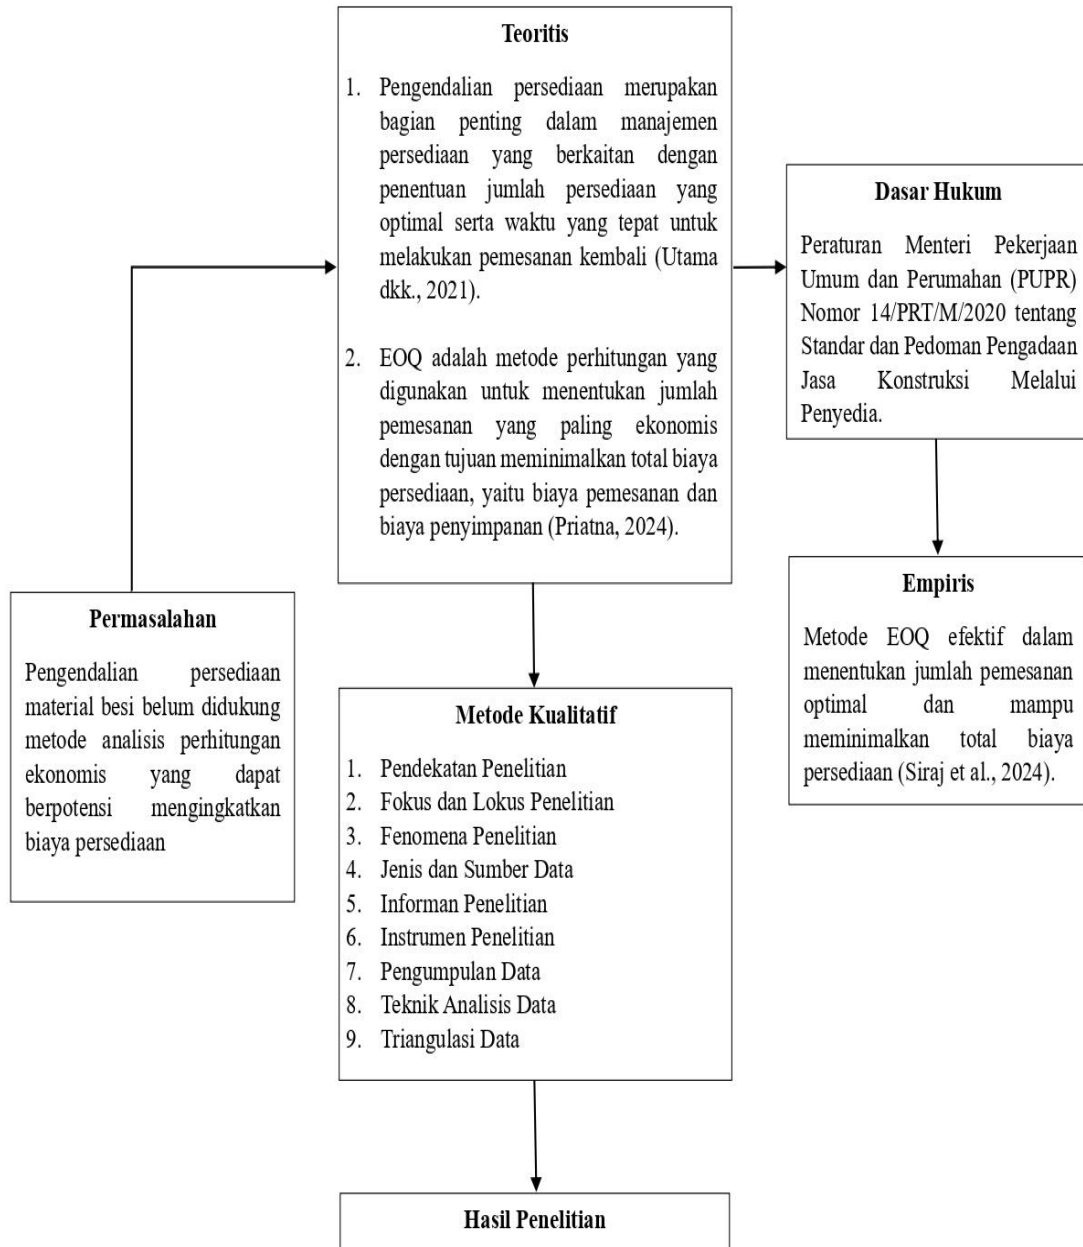 Teoritis
1. Pengendalian persediaan merupakan
bagian penting dalam manajemen
persediaan yang berkaitan dengan
penentuan jumlah persediaan yang
optimal serta waktu yang tepat untuk
melakukan pemesanan kembali (Utama
dkk., 2021).
2. EOQ adalah metode perhitungan yang
digunakan untuk menentukan jumlah
pemesanan yang paling ekonomis
dengan tujuan meminimalkan total biaya
persediaan, yaitu biaya pemesanan dan
biaya penyimpanan (Priatna, 2024).
Dasar Hukum
Peraturan Menteri Pekerjaan
Umum dan Perumahan (PUPR)
Nomor 14/PRT/M/2020 tentang
Standar dan Pedoman Pengadaan
Jasa Konstruksi Melalui
Penyedia.
Empiris
Metode EOQ efektif dalam
menentukan jumlah pemesanan
optimal dan mampu
meminimalkan total biaya
persediaan (Siraj et al., 2024).
Permasalahan
Pengendalian persediaan
material besi belum didukung
metode analisis perhitungan
ekonomis yang dapat
berpotensi mengingkatkan
biaya persediaan
Metode Kualitatif
1. Pendekatan Penelitian
2. Fokus dan Lokus Penelitian
3. Fenomena Penelitian
4. Jenis dan Sumber Data
5. Informan Penelitian
6. Instrumen Penelitian
7. Pengumpulan Data
8. Teknik Analisis Data
9. Triangulasi Data
Hasil Penelitian